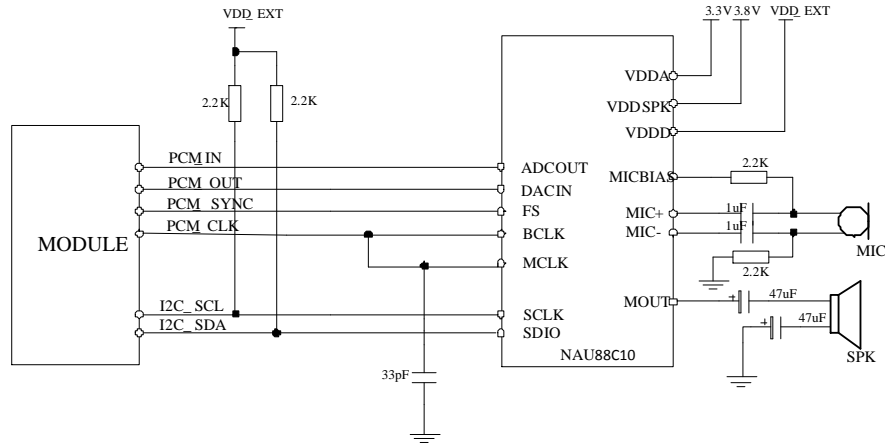 VDD_EXT
3.3V 3.8V VDD_EXT
2.2K 2.2K
VDDA
VDDSPK
VDDD
PCM_IN
ADCOUT
MICBIAS
2.2K
PCM_OUT
DACIN
PCM_SYNC
FS
MIC+
1uF
PCM_CLK
BCLK
MIC-
1uF
MODULE
MIC
MCLK
2.2K
I2C_SCL
SCLK
MOUT
47uF
I2C_SDA
SDIO
47uF
SPK
NAU88C10
33pF